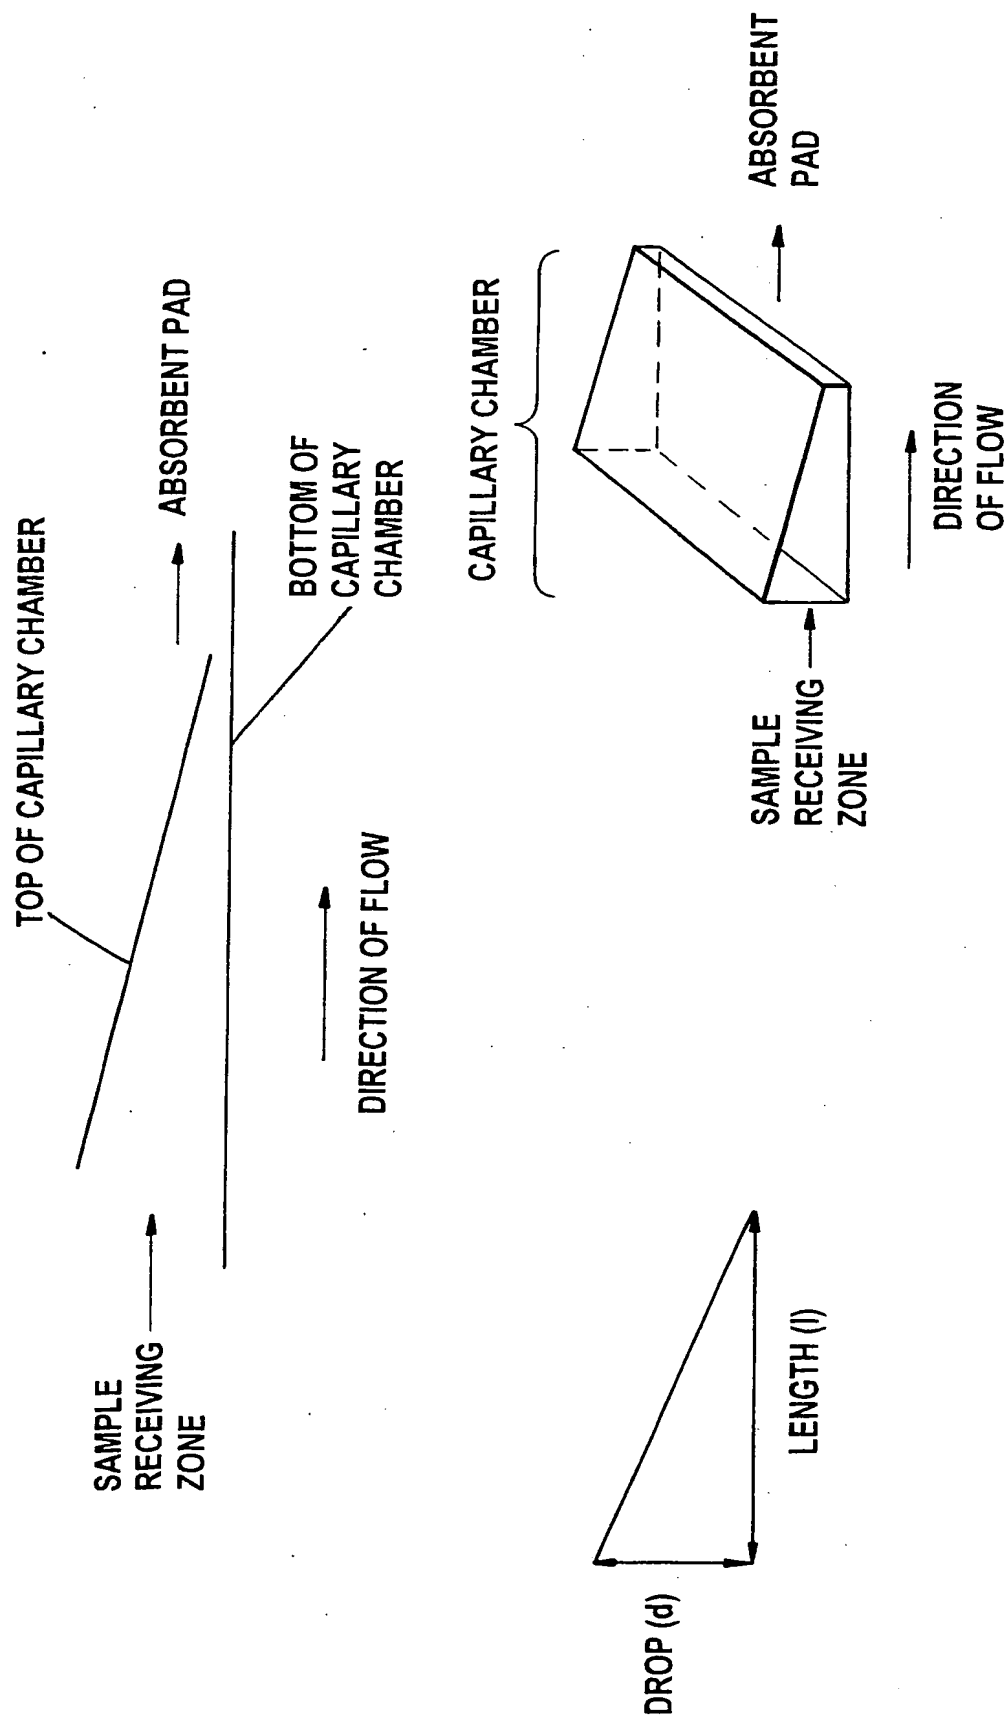 TOP OF CAPILLARY CHAMBER
SAMPLE
RECEIVING
ZONE
ABSORBENT PAD
BOTTOM OF
CAPILLARY
CHAMBER
DIRECTION OF FLOW
DROP (d)
LENGTH (l)
CAPILLARY CHAMBER
SAMPLE
RECEIVING
ZONE
ABSORBENT
PAD
DIRECTION
OF FLOW